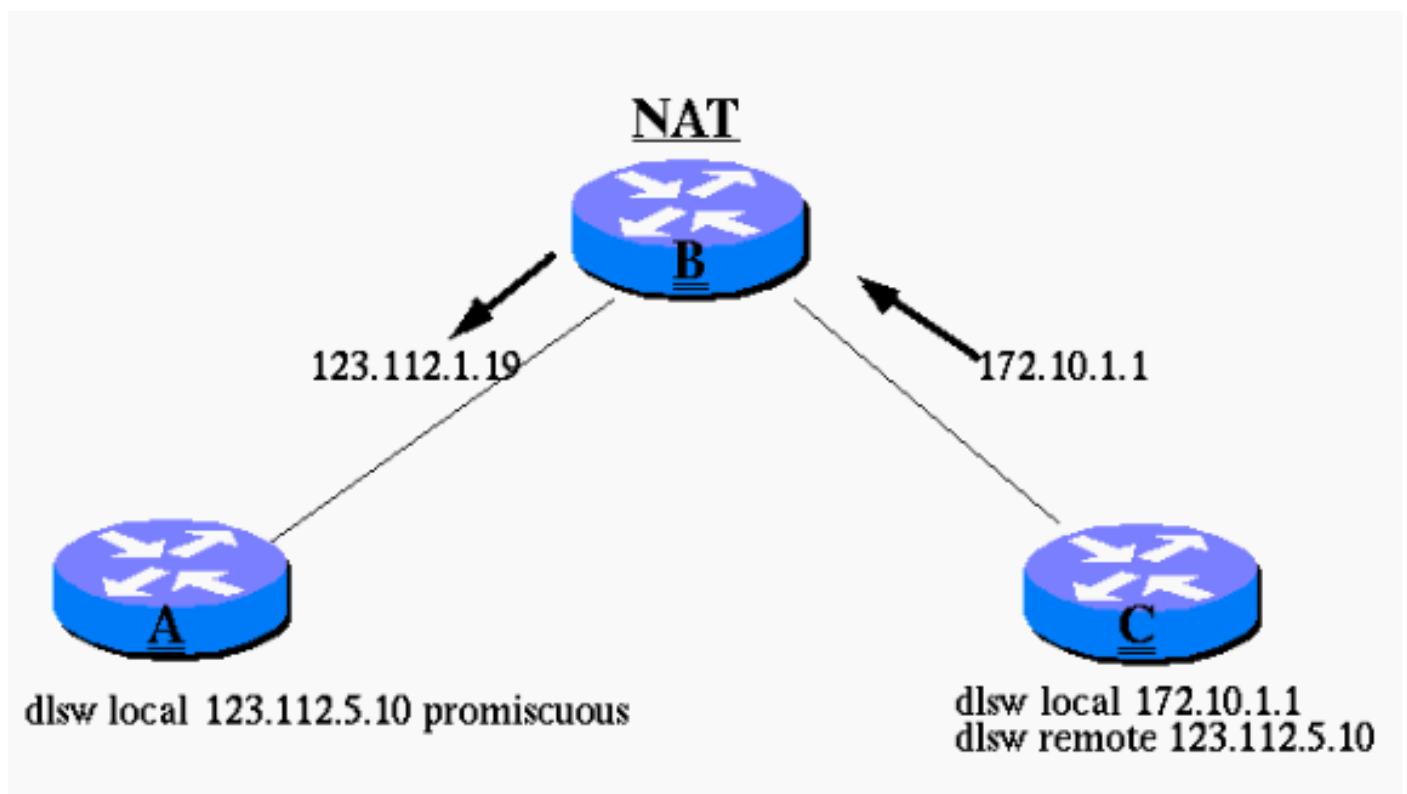 NAT
B
123.112.1.19
172.10.1.1
A
C
dlsw local 123.112.5.10 promiscuous
dlsw local 172.10.1.1
dlsw remote 123.112.5.10